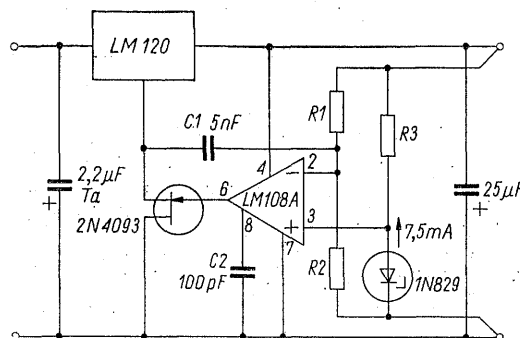 LM 120
C1 5nF
R1
R3
2,2µF
Ta
+
25µF
+
4
2
6
LM108A
−
+
3
7,5mA
8
7
2N4093
C2
100pF
R2
1N829